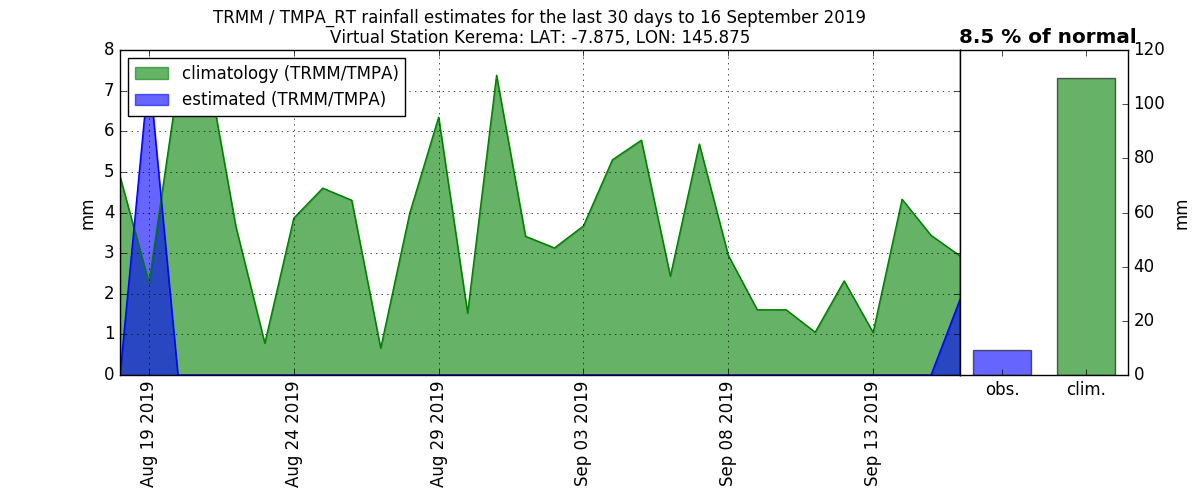 TRMM / TMPA_RT rainfall estimates for the last 30 days to 16 September 2019
Virtual Station Kerema: LAT: -7.875, LON: 145.875
8.5 % of normal
climatology (TRMM/TMPA)
estimated (TRMM/TMPA)
mm
8
7
6
5
4
3
2
1
0
Aug 19 2019
Aug 24 2019
Aug 29 2019
Sep 03 2019
Sep 08 2019
Sep 13 2019
obs.
clim.
120
100
80
60
40
20
0
mm